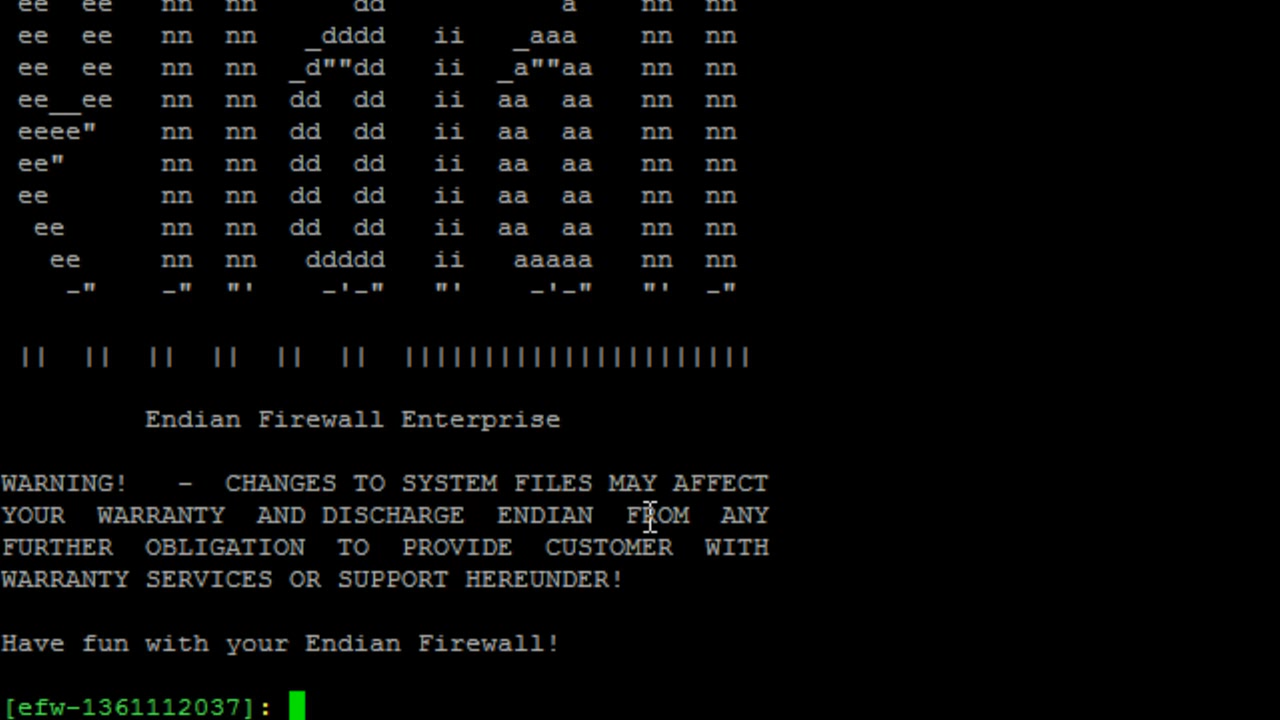 ee  ee   nn  nn      dd           a    nn  nn
ee  ee   nn  nn   _dddd   ii   _aaa    nn  nn
ee  ee   nn  nn  _d""dd   ii  _a""aa   nn  nn
ee__ee   nn  nn  dd  dd   ii  aa  aa   nn  nn
eeee"    nn  nn  dd  dd   ii  aa  aa   nn  nn
ee"      nn  nn  dd  dd   ii  aa  aa   nn  nn
ee       nn  nn  dd  dd   ii  aa  aa   nn  nn
 ee      nn  nn  dd  dd   ii  aa  aa   nn  nn
  ee     nn  nn   ddddd   ii   aaaaa   nn  nn
   -"    -"  "'    -'-"   "'    -'-"   "'  -"
||  ||  ||  ||  ||  ||  ||||||||||||||||||||||
Endian Firewall Enterprise
WARNING!   -  CHANGES TO SYSTEM FILES MAY AFFECT
YOUR  WARRANTY  AND DISCHARGE  ENDIAN  FROM  ANY
FURTHER  OBLIGATION  TO  PROVIDE  CUSTOMER  WITH
WARRANTY SERVICES OR SUPPORT HEREUNDER!
Have fun with your Endian Firewall!
[efw-1361112037]: